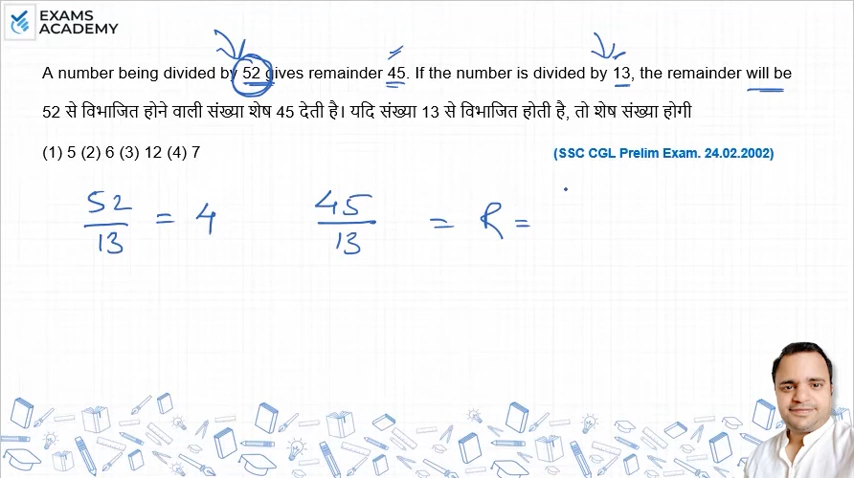 EXAMS
ACADEMY
A number being divided by 52 gives remainder 45. If the number is divided by 13, the remainder will be
52 से विभाजित होने वाली संख्या शेष 45 देती है। यदि संख्या 13 से विभाजित होती है, तो शेष संख्या होगी
(1) 5 (2) 6 (3) 12 (4) 7
(SSC CGL Prelim Exam. 24.02.2002)
52/13 = 4
45/13 = R =